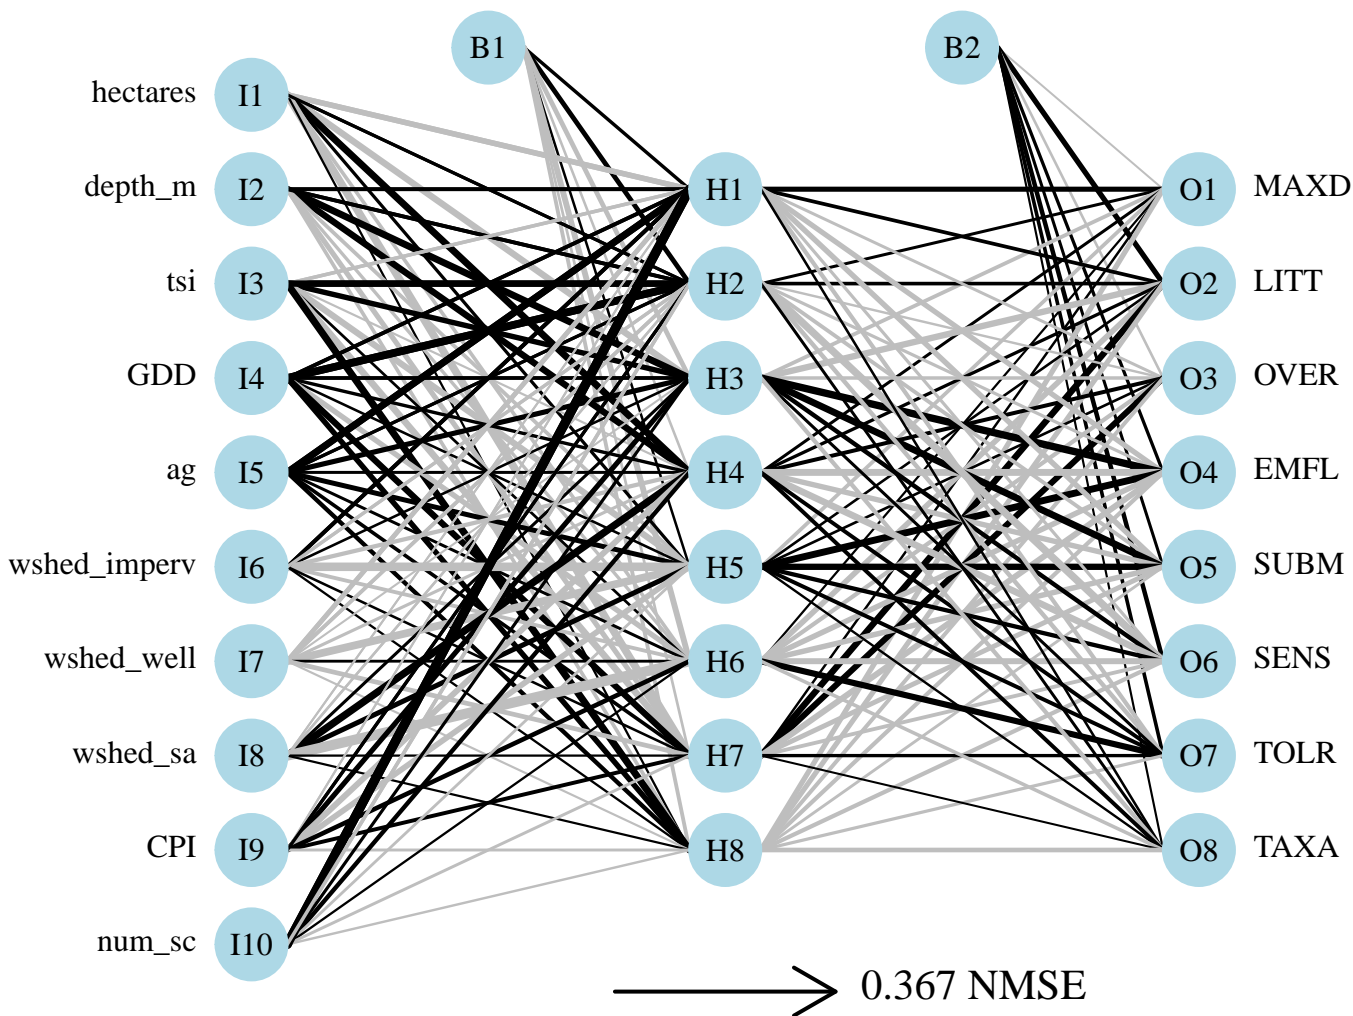 B1 B2
hectares I1
depth_m I2 H1 O1 MAXD
tsi I3 H2 O2 LITT
GDD I4 H3 O3 OVER
ag I5 H4 O4 EMFL
wshed_imperv I6 H5 O5 SUBM
wshed_well I7 H6 O6 SENS
wshed_sa I8 H7 O7 TOLR
CPI I9 H8 O8 TAXA
num_sc I10
0.367 NMSE